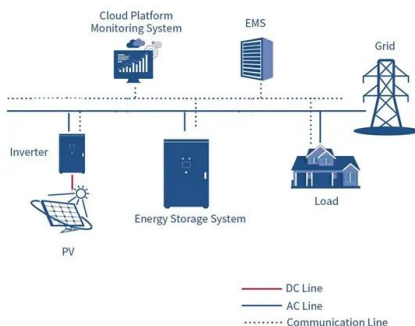 Cloud Platform
Monitoring System
EMS
Grid
Inverter
Energy Storage System
Load
PV
DC Line
AC Line
Communication Line